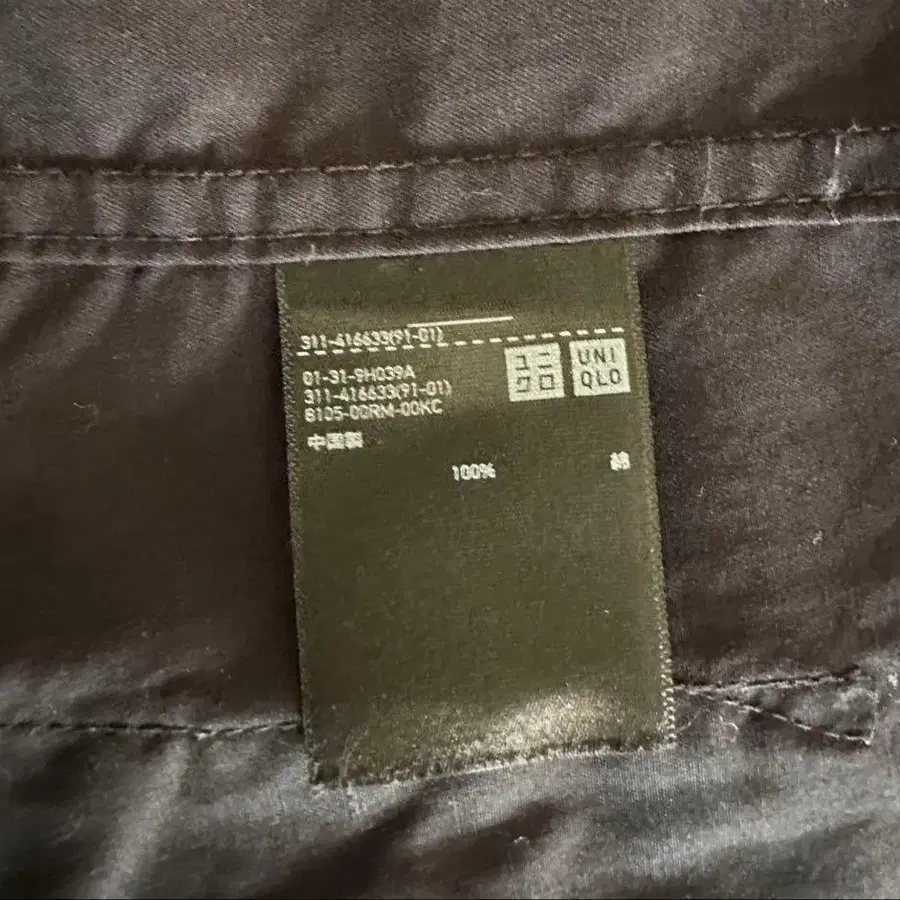 311-416633(91-01)
ユニ
クロ
UNI
QLO
01-31-9H039A
311-416633(91-01)
8105-00RM-00KC
中国製
100% 綿